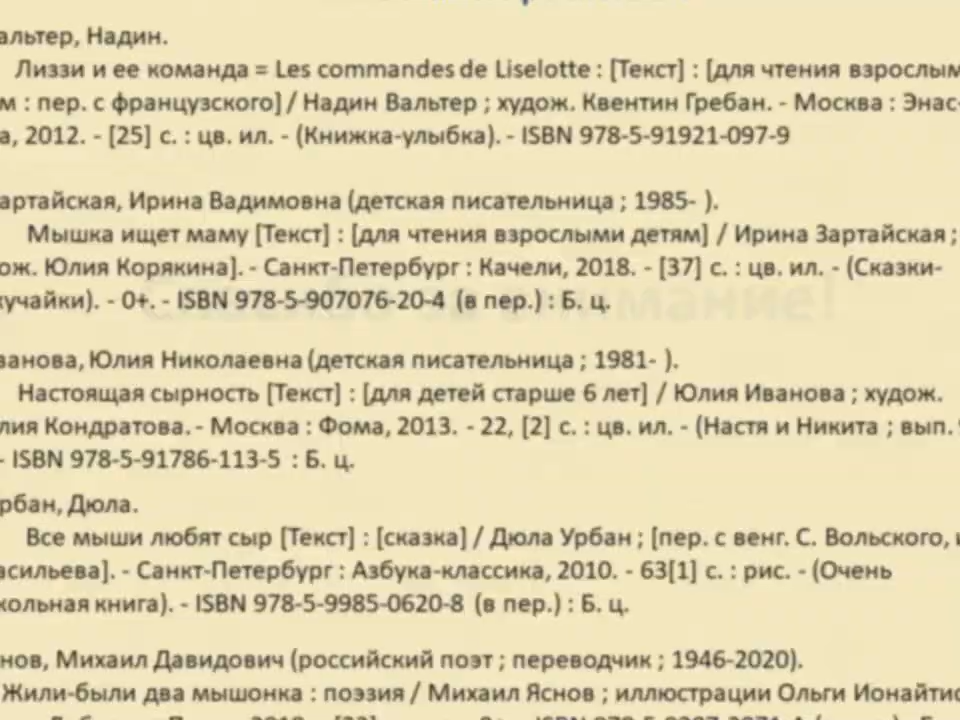 альтер, Надин.
Лиззи и ее команда = Les commandes de Liselotte : [Текст] : [для чтения взрослым
м : пер. с французского] / Надин Вальтер ; худож. Квентин Гребан. - Москва : Энас-
а, 2012. - [25] с. : цв. ил. - (Книжка-улыбка). - ISBN 978-5-91921-097-9
артайская, Ирина Вадимовна (детская писательница ; 1985- ).
Мышка ищет маму [Текст] : [для чтения взрослыми детям] / Ирина Зартайская ;
ож. Юлия Корякина]. - Санкт-Петербург : Качели, 2018. - [37] с. : цв. ил. - (Сказки-
кучайки). - 0+. - ISBN 978-5-907076-20-4 (в пер.) : Б. ц.
Спасибо за внимание!
ванова, Юлия Николаевна (детская писательница ; 1981- ).
Настоящая сырность [Текст] : [для детей старше 6 лет] / Юлия Иванова ; худож.
лия Кондратова. - Москва : Фома, 2013. - 22, [2] с. : цв. ил. - (Настя и Никита ; вып.
- ISBN 978-5-91786-113-5 : Б. ц.
рбан, Дюла.
Все мыши любят сыр [Текст] : [сказка] / Дюла Урбан ; [пер. с венг. С. Вольского,
асильева]. - Санкт-Петербург : Азбука-классика, 2010. - 63[1] с. : рис. - (Очень
кольная книга). - ISBN 978-5-9985-0620-8 (в пер.) : Б. ц.
нов, Михаил Давидович (российский поэт ; переводчик ; 1946-2020).
Жили-были два мышонка : поэзия / Михаил Яснов ; иллюстрации Ольги Ионайтис